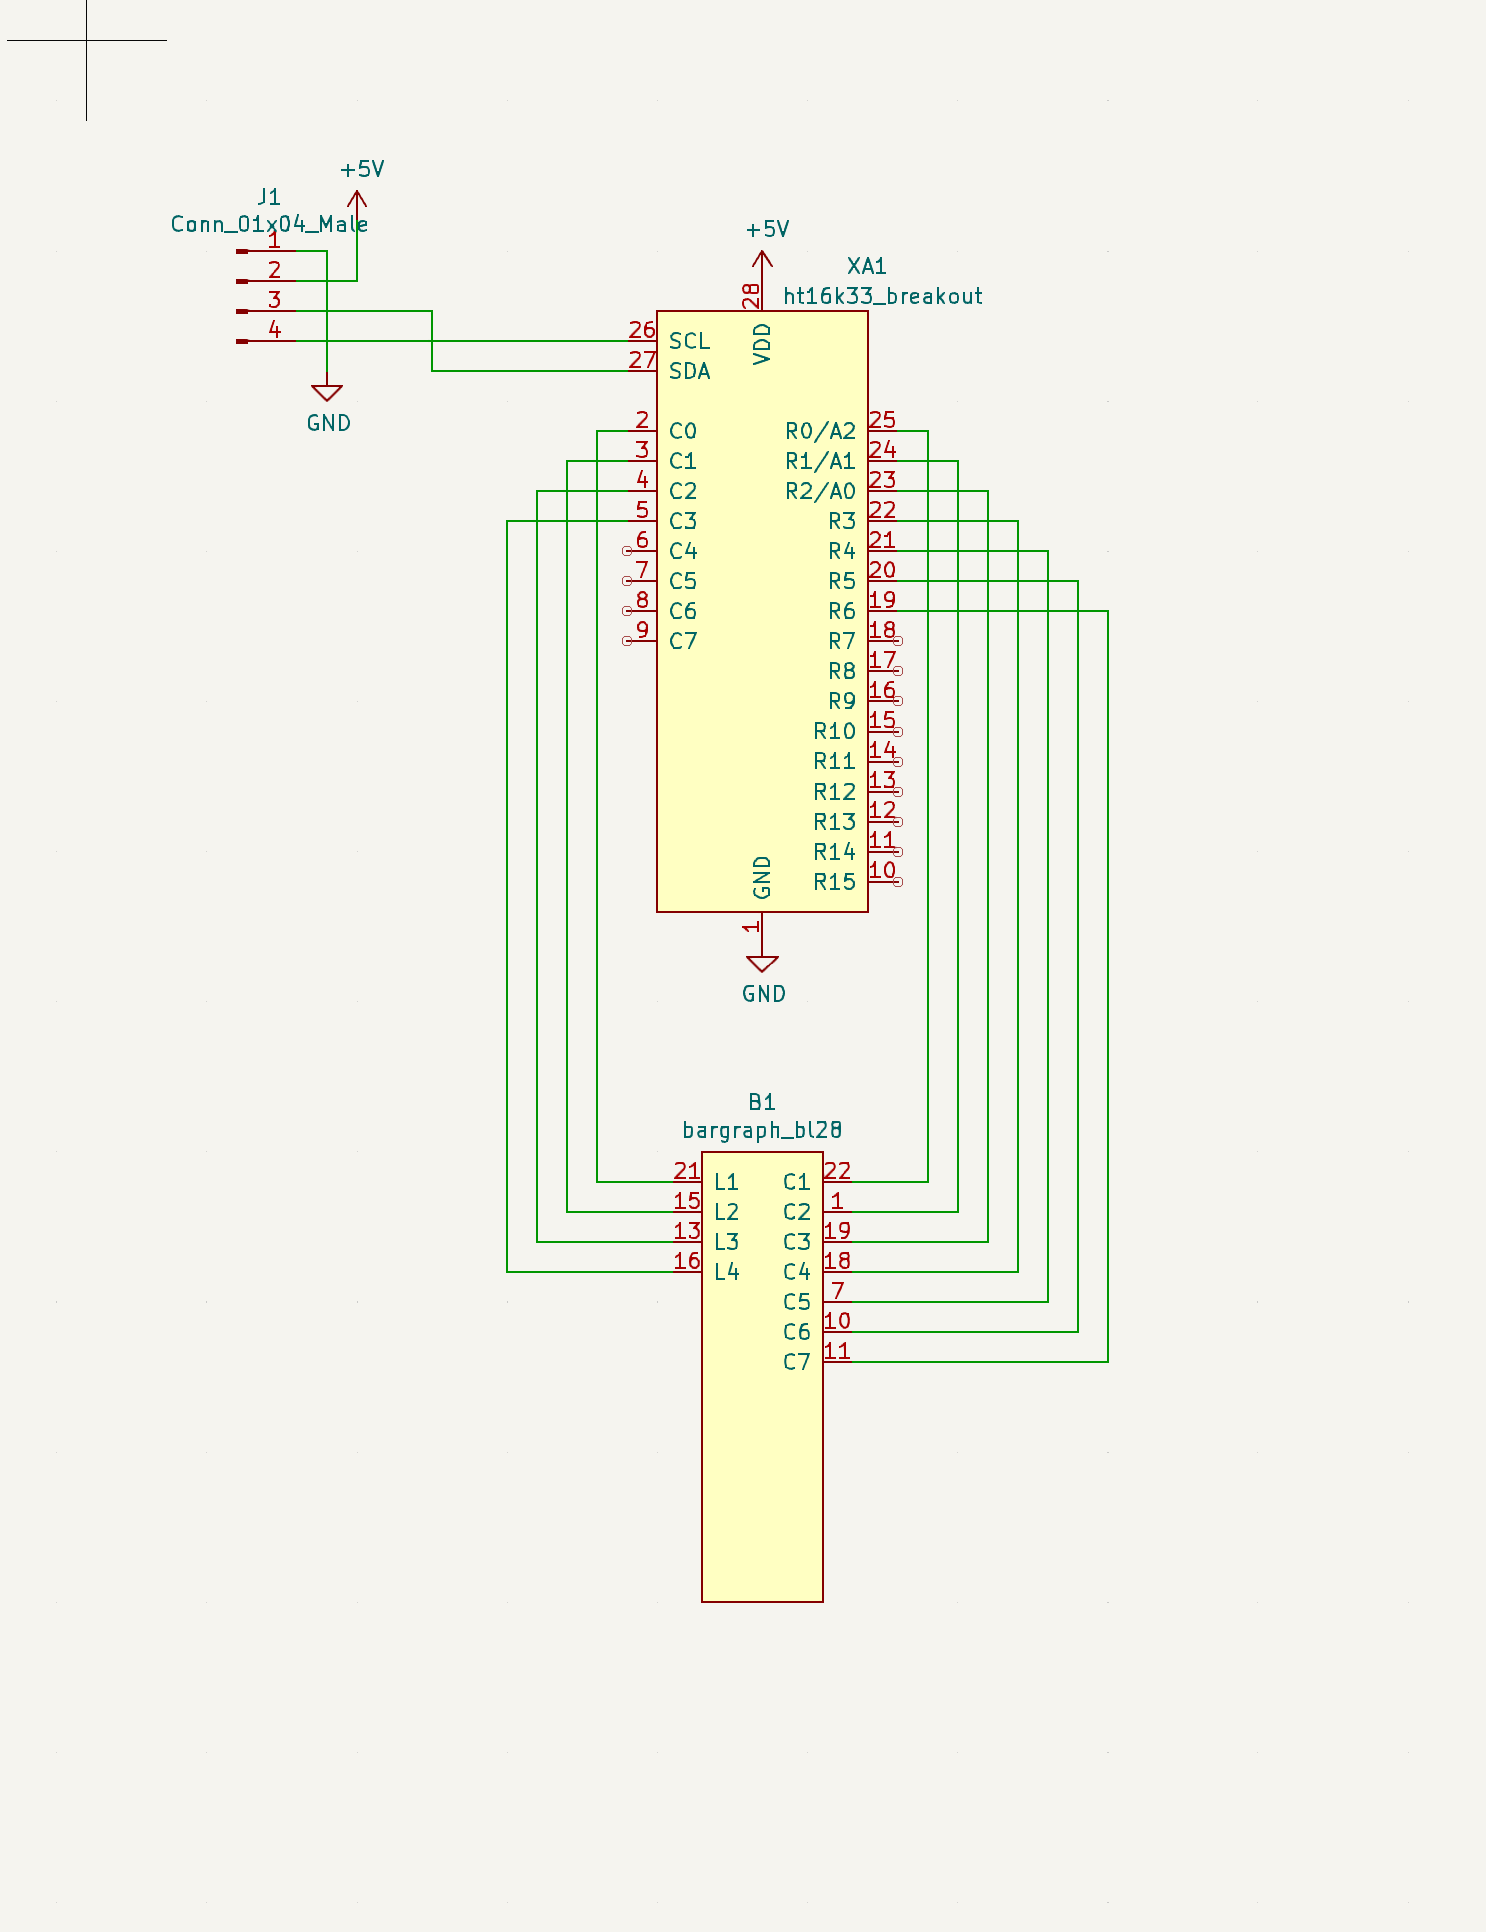 +5V
J1
Conn_01x04_Male
1
2
3
4
GND
+5V
XA1
ht16k33_breakout
28
VDD
26 SCL
27 SDA
2 C0 R0/A2 25
3 C1 R1/A1 24
4 C2 R2/A0 23
5 C3 R3 22
6 C4 R4 21
7 C5 R5 20
8 C6 R6 19
9 C7 R7 18
R8 17
R9 16
R10 15
R11 14
R12 13
R13 12
R14 11
R15 10
GND
1
GND
B1
bargraph_bl28
21 L1 C1 22
15 L2 C2 1
13 L3 C3 19
16 L4 C4 18
C5 7
C6 10
C7 11